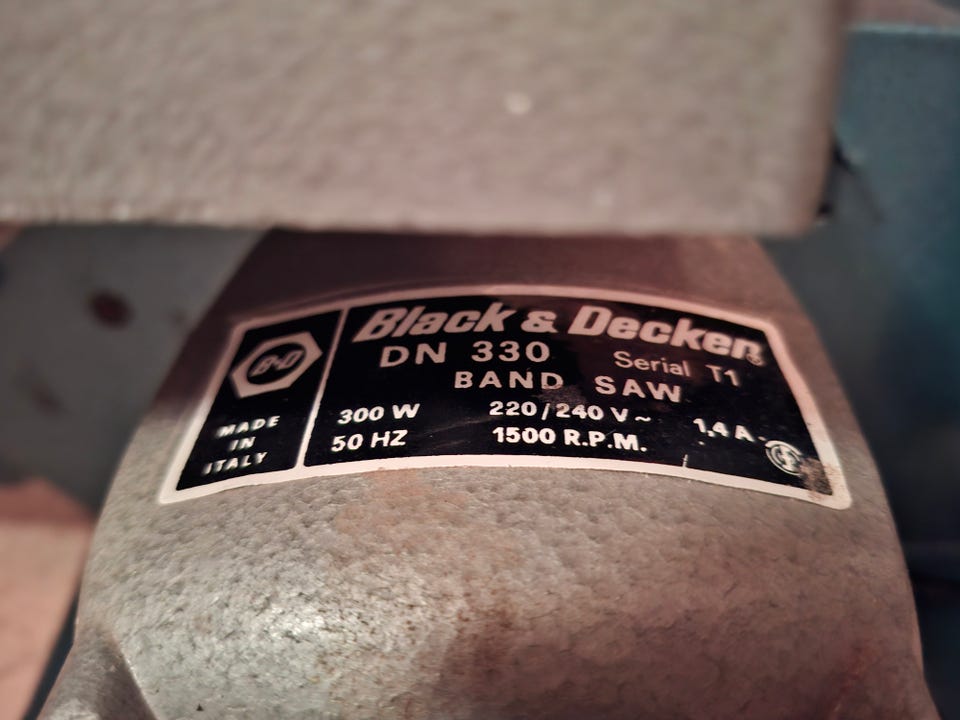 B&D
MADE
IN
ITALY
Black & Decker®
DN 330 Serial T1
BAND SAW
300 W 220/240 V~ 1,4 A
50 HZ 1500 R.P.M.